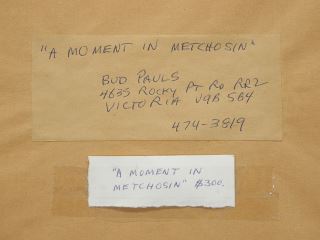 "A MOMENT IN METCHOSIN"
BUD PAULS
4635 ROCKY PT RD RR2
VICTORIA V9B 5B4
474-3819
"A MOMENT IN
METCHOSIN" $300.